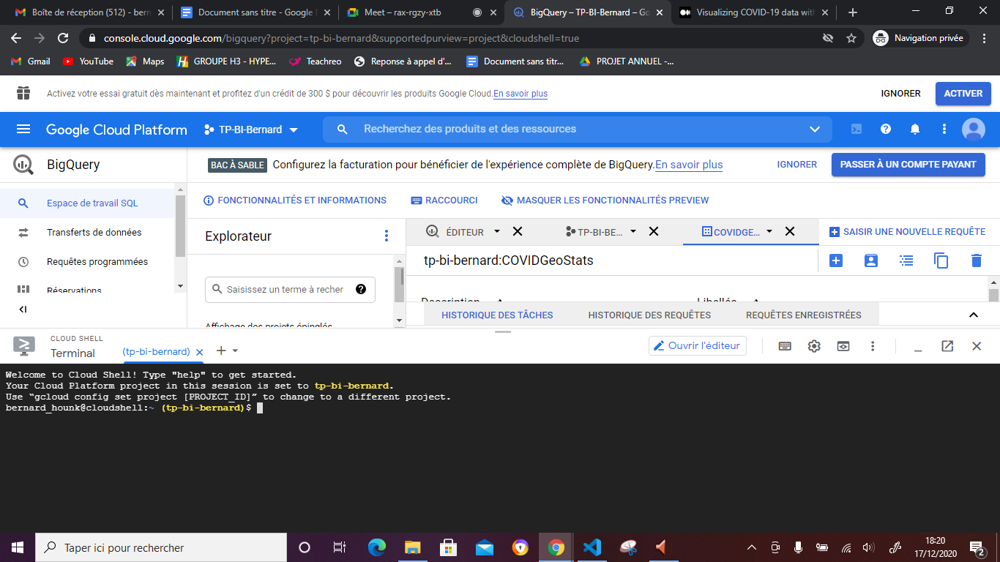 Boîte de réception (512) - bern
Document sans titre - Google
Meet – rax-rgzy-xtb
BigQuery – TP-BI-Bernard – Go
Visualizing COVID-19 data with
console.cloud.google.com/bigquery?project=tp-bi-bernard&supportedpurview=project&cloudshell=true
Navigation privée
Gmail
YouTube
Maps
GROUPE H3 - HYPE...
Teachreo
Reponse à appel d'...
Document sans titr...
PROJET ANNUEL -...
Activez votre essai gratuit dès maintenant et profitez d'un crédit de 300 $ pour découvrir les produits Google Cloud.En savoir plus
IGNORER
ACTIVER
Google Cloud Platform
TP-BI-Bernard
Recherchez des produits et des ressources
BigQuery
BAC À SABLE Configurez la facturation pour bénéficier de l'expérience complète de BigQuery.En savoir plus
IGNORER
PASSER À UN COMPTE PAYANT
Espace de travail SQL
Transferts de données
Requêtes programmées
Réservations
FONCTIONNALITÉS ET INFORMATIONS
RACCOURCI
MASQUER LES FONCTIONNALITÉS PREVIEW
Explorateur
Saisissez un terme à recher
Affichage des projets épinglés
ÉDITEUR
TP-BI-BE...
COVIDGE...
SAISIR UNE NOUVELLE REQUÊTE
tp-bi-bernard:COVIDGeoStats
Description
Libellés
HISTORIQUE DES TÂCHES
HISTORIQUE DES REQUÊTES
REQUÊTES ENREGISTRÉES
CLOUD SHELL
Terminal
(tp-bi-bernard)
Ouvrir l'éditeur
Welcome to Cloud Shell! Type "help" to get started.
Your Cloud Platform project in this session is set to tp-bi-bernard.
Use “gcloud config set project [PROJECT_ID]” to change to a different project.
bernard_hounk@cloudshell:~ (tp-bi-bernard)$
Taper ici pour rechercher
18:20
17/12/2020
2